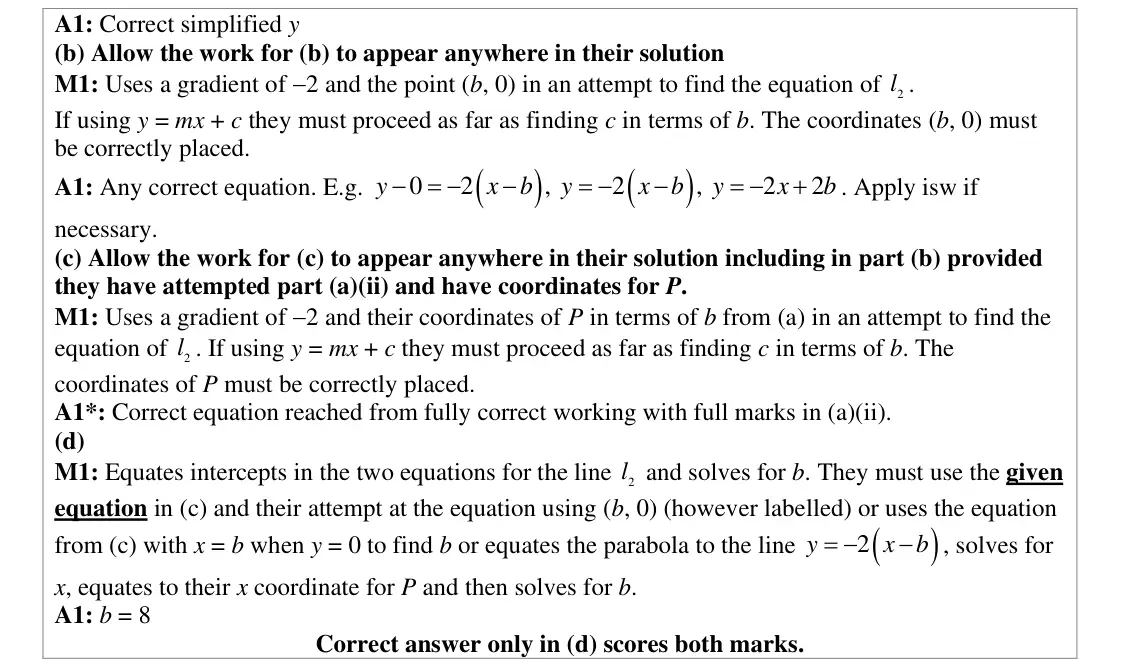 A1: Correct simplified y
(b) Allow the work for (b) to appear anywhere in their solution
M1: Uses a gradient of –2 and the point (b, 0) in an attempt to find the equation of l₂ .
If using y = mx + c they must proceed as far as finding c in terms of b. The coordinates (b, 0) must
be correctly placed.
A1: Any correct equation. E.g. y−0=−2(x−b), y=−2(x−b), y=−2x+2b . Apply isw if
necessary.
(c) Allow the work for (c) to appear anywhere in their solution including in part (b) provided
they have attempted part (a)(ii) and have coordinates for P.
M1: Uses a gradient of –2 and their coordinates of P in terms of b from (a) in an attempt to find the
equation of l₂ . If using y = mx + c they must proceed as far as finding c in terms of b. The
coordinates of P must be correctly placed.
A1*: Correct equation reached from fully correct working with full marks in (a)(ii).
(d)
M1: Equates intercepts in the two equations for the line l₂ and solves for b. They must use the given
equation in (c) and their attempt at the equation using (b, 0) (however labelled) or uses the equation
from (c) with x = b when y = 0 to find b or equates the parabola to the line y=−2(x−b), solves for
x, equates to their x coordinate for P and then solves for b.
A1: b = 8
Correct answer only in (d) scores both marks.